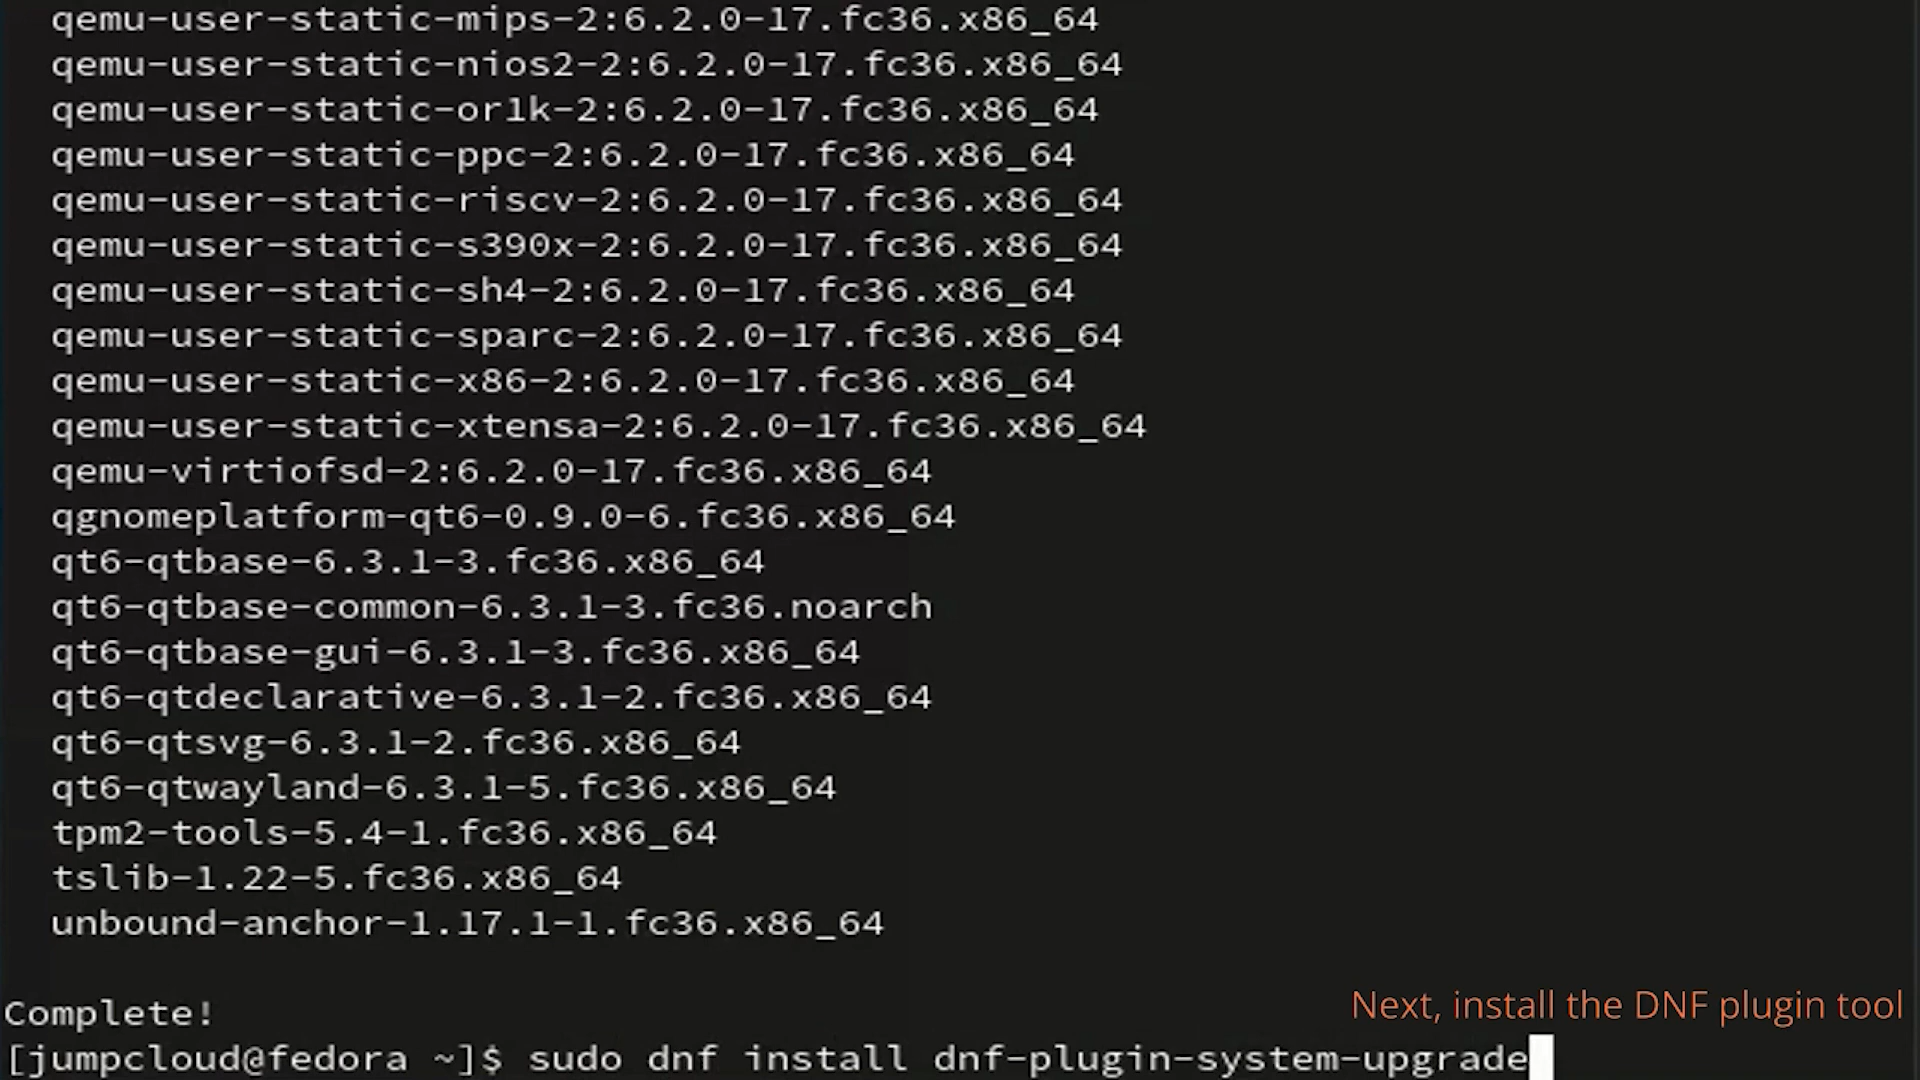 qemu-user-static-mips-2:6.2.0-17.fc36.x86_64
qemu-user-static-nios2-2:6.2.0-17.fc36.x86_64
qemu-user-static-or1k-2:6.2.0-17.fc36.x86_64
qemu-user-static-ppc-2:6.2.0-17.fc36.x86_64
qemu-user-static-riscv-2:6.2.0-17.fc36.x86_64
qemu-user-static-s390x-2:6.2.0-17.fc36.x86_64
qemu-user-static-sh4-2:6.2.0-17.fc36.x86_64
qemu-user-static-sparc-2:6.2.0-17.fc36.x86_64
qemu-user-static-x86-2:6.2.0-17.fc36.x86_64
qemu-user-static-xtensa-2:6.2.0-17.fc36.x86_64
qemu-virtiofsd-2:6.2.0-17.fc36.x86_64
qgnomeplatform-qt6-0.9.0-6.fc36.x86_64
qt6-qtbase-6.3.1-3.fc36.x86_64
qt6-qtbase-common-6.3.1-3.fc36.noarch
qt6-qtbase-gui-6.3.1-3.fc36.x86_64
qt6-qtdeclarative-6.3.1-2.fc36.x86_64
qt6-qtsvg-6.3.1-2.fc36.x86_64
qt6-qtwayland-6.3.1-5.fc36.x86_64
tpm2-tools-5.4-1.fc36.x86_64
tslib-1.22-5.fc36.x86_64
unbound-anchor-1.17.1-1.fc36.x86_64
Complete!
Next, install the DNF plugin tool
[jumpcloud@fedora ~]$ sudo dnf install dnf-plugin-system-upgrade